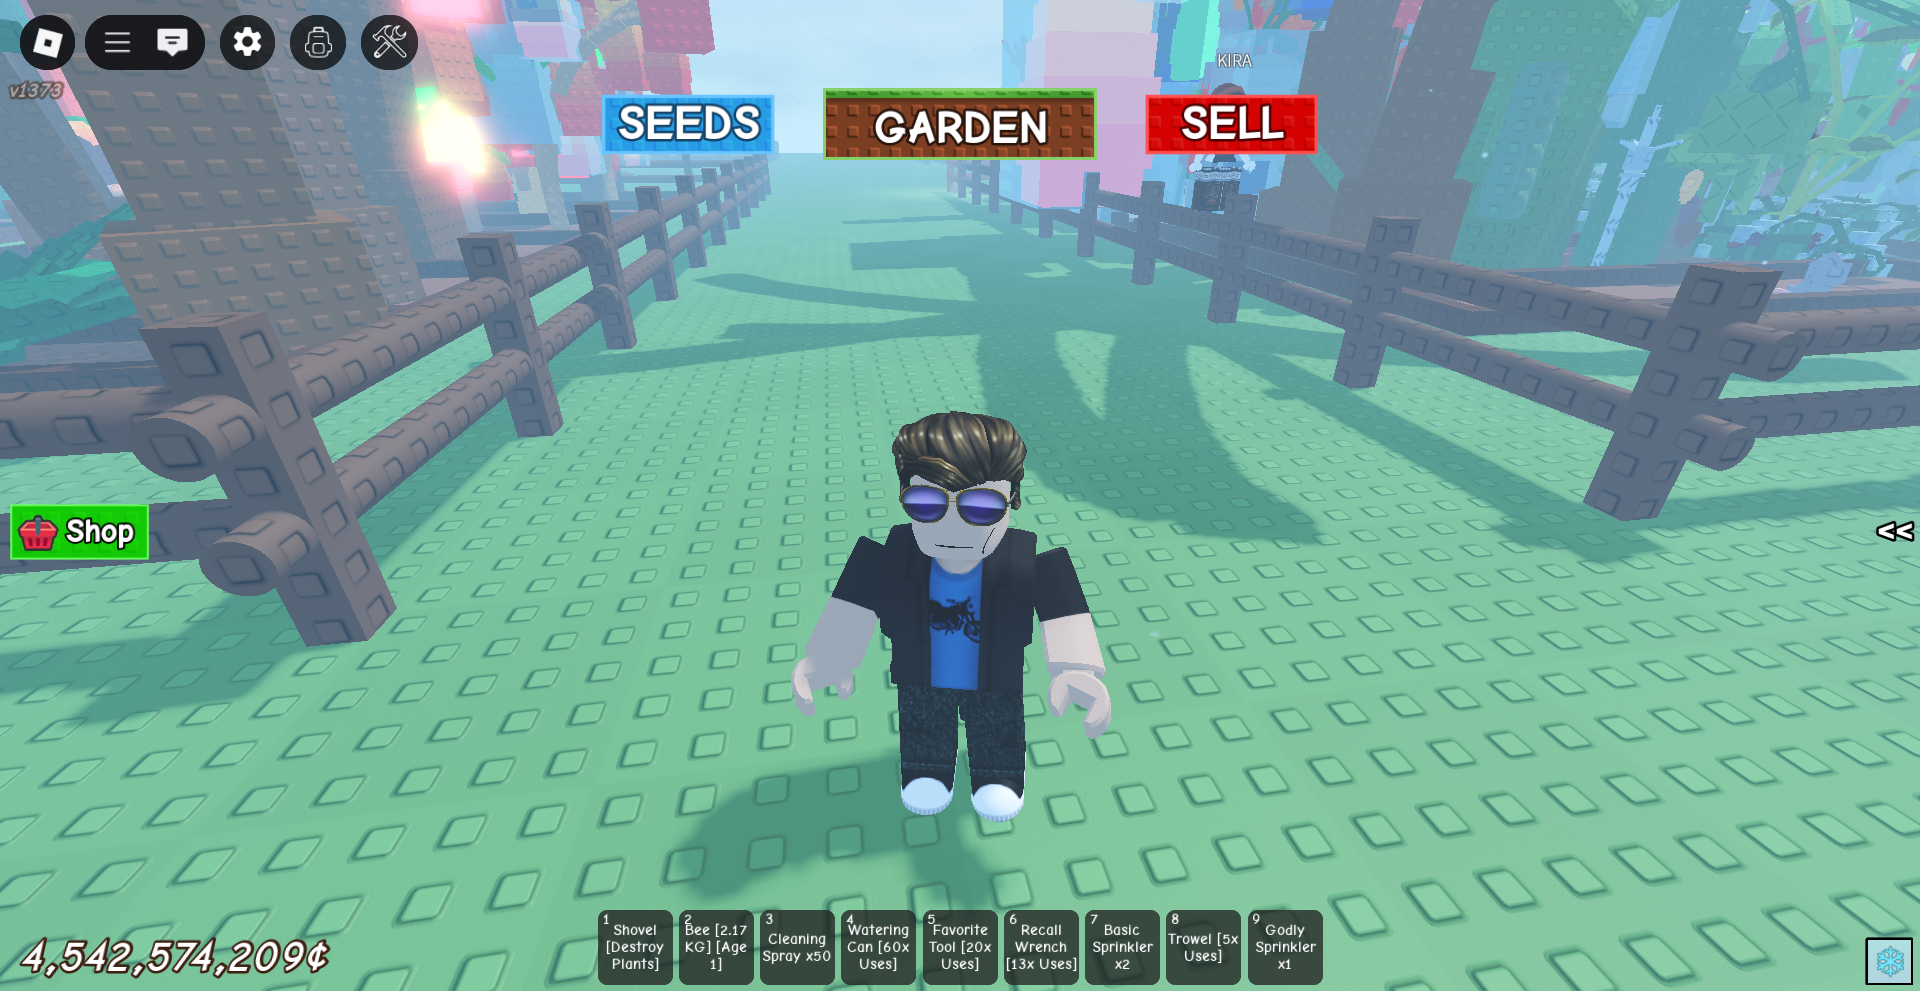 v1373
SEEDS
GARDEN
SELL
KIRA
Shop
<<
4,542,574,209¢
1
Shovel
[Destroy
Plants]
2
Bee [2.17
KG] [Age
1]
3
Cleaning
Spray x50
4
Watering
Can [60x
Uses]
5
Favorite
Tool [20x
Uses]
6
Recall
Wrench
[13x Uses]
7
Basic
Sprinkler
x2
8
Trowel [5x
Uses]
9
Godly
Sprinkler
x1